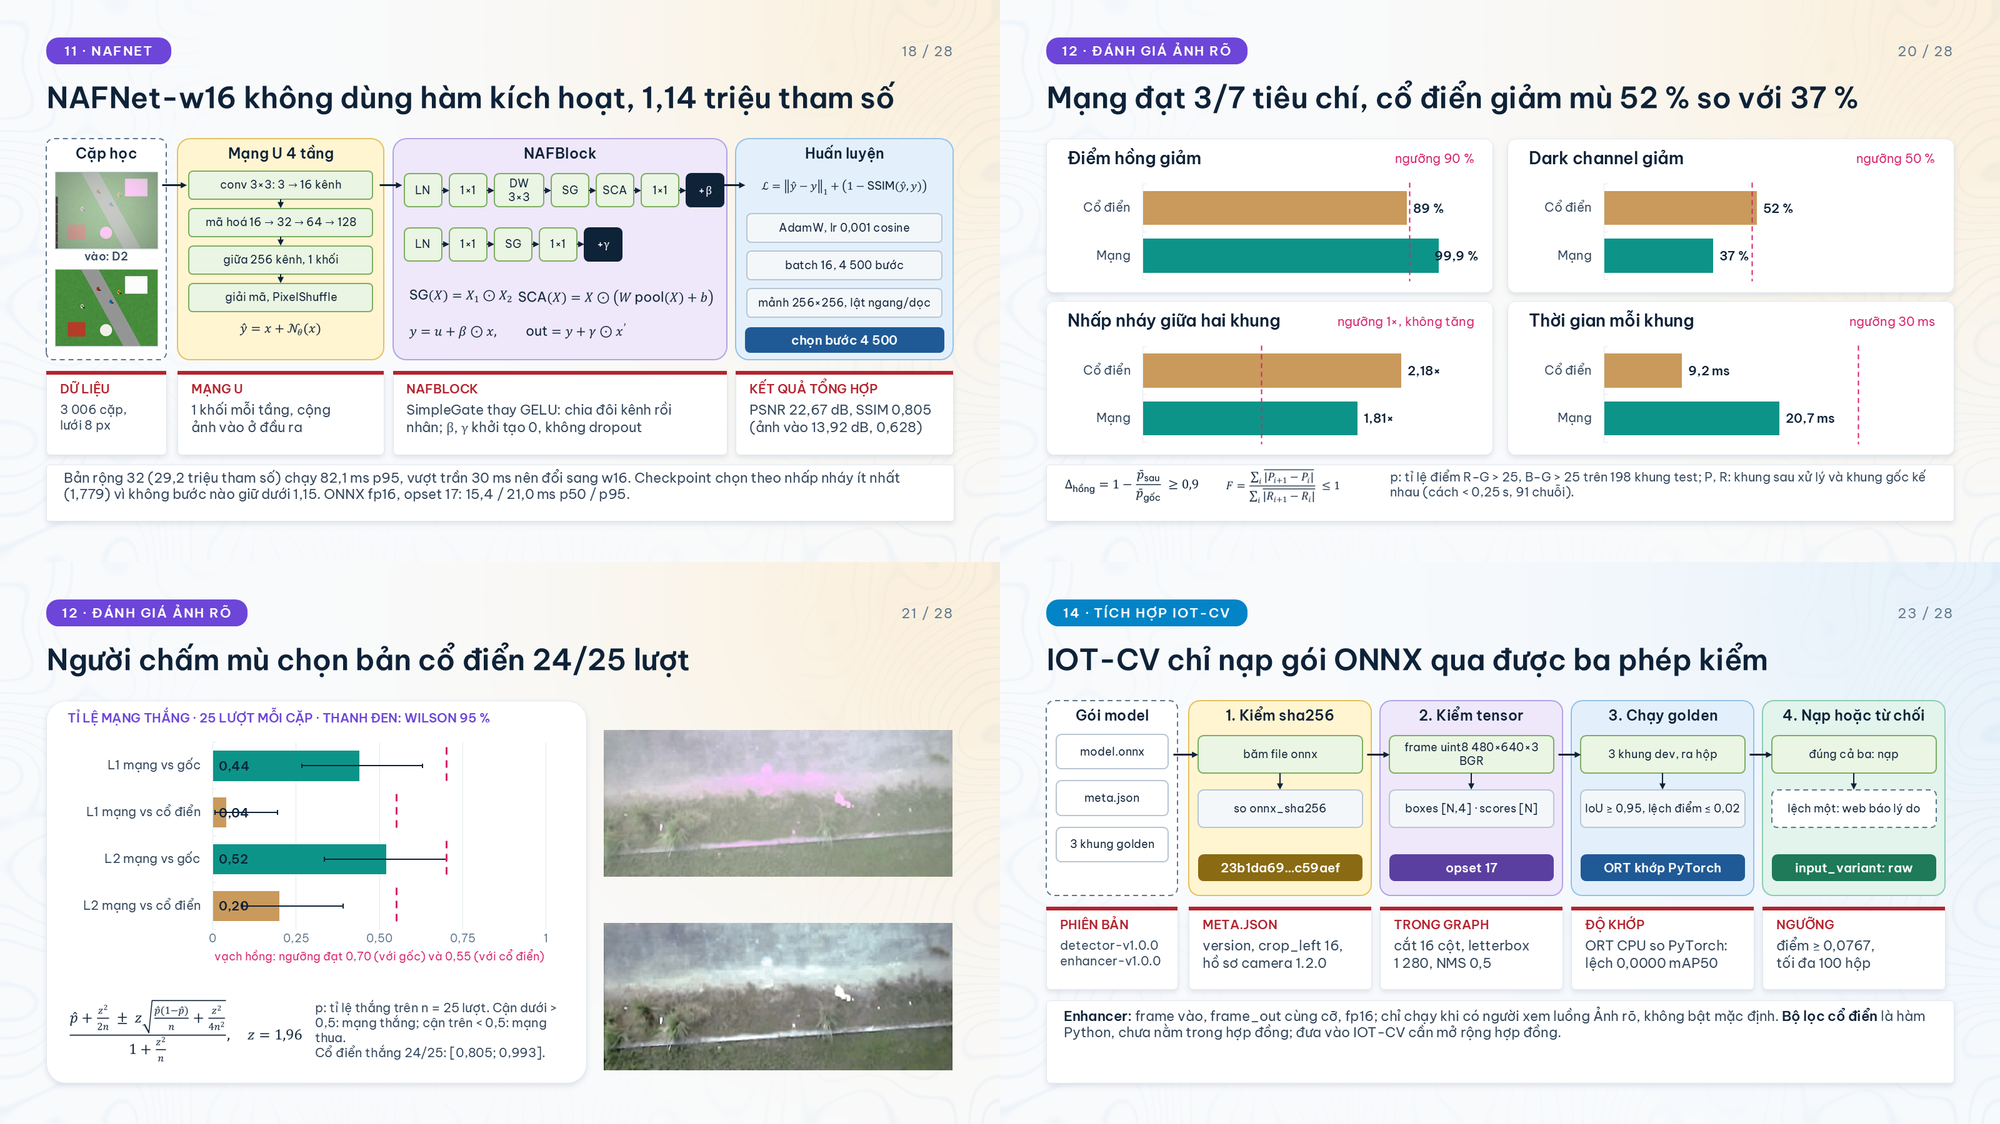 11 · NAFNET
18 / 28
NAFNet-w16 không dùng hàm kích hoạt, 1,14 triệu tham số
Cặp học
vào: D2
Mạng U 4 tầng
conv 3×3: 3 → 16 kênh
mã hoá 16 → 32 → 64 → 128
giữa 256 kênh, 1 khối
giải mã, PixelShuffle
ŷ = x + N_θ(x)
NAFBlock
LN 1×1 DW 3×3 SG SCA 1×1 +β
LN 1×1 SG 1×1 +γ
SG(X) = X₁ ⊙ X₂ SCA(X) = X ⊙ (W pool(X) + b)
y = u + β ⊙ x, out = y + γ ⊙ x′
Huấn luyện
ℒ = ‖ŷ − y‖₁ + (1 − SSIM(ŷ, y))
AdamW, lr 0,001 cosine
batch 16, 4 500 bước
mảnh 256×256, lật ngang/dọc
chọn bước 4 500
DỮ LIỆU
3 006 cặp,
lưới 8 px
MẠNG U
1 khối mỗi tầng, cộng
ảnh vào ở đầu ra
NAFBLOCK
SimpleGate thay GELU: chia đôi kênh rồi
nhân; β, γ khởi tạo 0, không dropout
KẾT QUẢ TỔNG HỢP
PSNR 22,67 dB, SSIM 0,805
(ảnh vào 13,92 dB, 0,628)
Bản rộng 32 (29,2 triệu tham số) chạy 82,1 ms p95, vượt trần 30 ms nên đổi sang w16. Checkpoint chọn theo nhấp nháy ít nhất
(1,779) vì không bước nào giữ dưới 1,15. ONNX fp16, opset 17: 15,4 / 21,0 ms p50 / p95.
12 · ĐÁNH GIÁ ẢNH RÕ
20 / 28
Mạng đạt 3/7 tiêu chí, cổ điển giảm mù 52 % so với 37 %
Điểm hồng giảm
ngưỡng 90 %
Cổ điển
89 %
Mạng
99,9 %
Dark channel giảm
ngưỡng 50 %
Cổ điển
52 %
Mạng
37 %
Nhấp nháy giữa hai khung
ngưỡng 1×, không tăng
Cổ điển
2,18×
Mạng
1,81×
Thời gian mỗi khung
ngưỡng 30 ms
Cổ điển
9,2 ms
Mạng
20,7 ms
Δ_hồng = 1 − p̄_sau / p̄_gốc ≥ 0,9
F = ∑ᵢ |Pᵢ₊₁ − Pᵢ| / ∑ᵢ |Rᵢ₊₁ − Rᵢ| ≤ 1
p: tỉ lệ điểm R−G > 25, B−G > 25 trên 198 khung test; P, R: khung sau xử lý và khung gốc kế
nhau (cách < 0,25 s, 91 chuỗi).
12 · ĐÁNH GIÁ ẢNH RÕ
21 / 28
Người chấm mù chọn bản cổ điển 24/25 lượt
TỈ LỆ MẠNG THẮNG · 25 LƯỢT MỖI CẶP · THANH ĐEN: WILSON 95 %
L1 mạng vs gốc
0,44
L1 mạng vs cổ điển
0,04
L2 mạng vs gốc
0,52
L2 mạng vs cổ điển
0,20
0 0,25 0,50 0,75 1
vạch hồng: ngưỡng đạt 0,70 (với gốc) và 0,55 (với cổ điển)
(p̂ + z²/2n ± z√(p̂(1−p̂)/n + z²/4n²)) / (1 + z²/n), z = 1,96
p: tỉ lệ thắng trên n = 25 lượt. Cận dưới >
0,5: mạng thắng; cận trên < 0,5: mạng
thua.
Cổ điển thắng 24/25: [0,805; 0,993].
14 · TÍCH HỢP IOT-CV
23 / 28
IOT-CV chỉ nạp gói ONNX qua được ba phép kiểm
Gói model
model.onnx
meta.json
3 khung golden
1. Kiểm sha256
băm file onnx
so onnx_sha256
23b1da69…c59aef
2. Kiểm tensor
frame uint8 480×640×3
BGR
boxes [N,4] · scores [N]
opset 17
3. Chạy golden
3 khung dev, ra hộp
IoU ≥ 0,95, lệch điểm ≤ 0,02
ORT khớp PyTorch
4. Nạp hoặc từ chối
đúng cả ba: nạp
lệch một: web báo lý do
input_variant: raw
PHIÊN BẢN
detector-v1.0.0
enhancer-v1.0.0
META.JSON
version, crop_left 16,
hồ sơ camera 1.2.0
TRONG GRAPH
cắt 16 cột, letterbox
1 280, NMS 0,5
ĐỘ KHỚP
ORT CPU so PyTorch:
lệch 0,0000 mAP50
NGƯỠNG
điểm ≥ 0,0767,
tối đa 100 hộp
Enhancer: frame vào, frame_out cùng cỡ, fp16; chỉ chạy khi có người xem luồng Ảnh rõ, không bật mặc định. Bộ lọc cổ điển là hàm
Python, chưa nằm trong hợp đồng; đưa vào IOT-CV cần mở rộng hợp đồng.